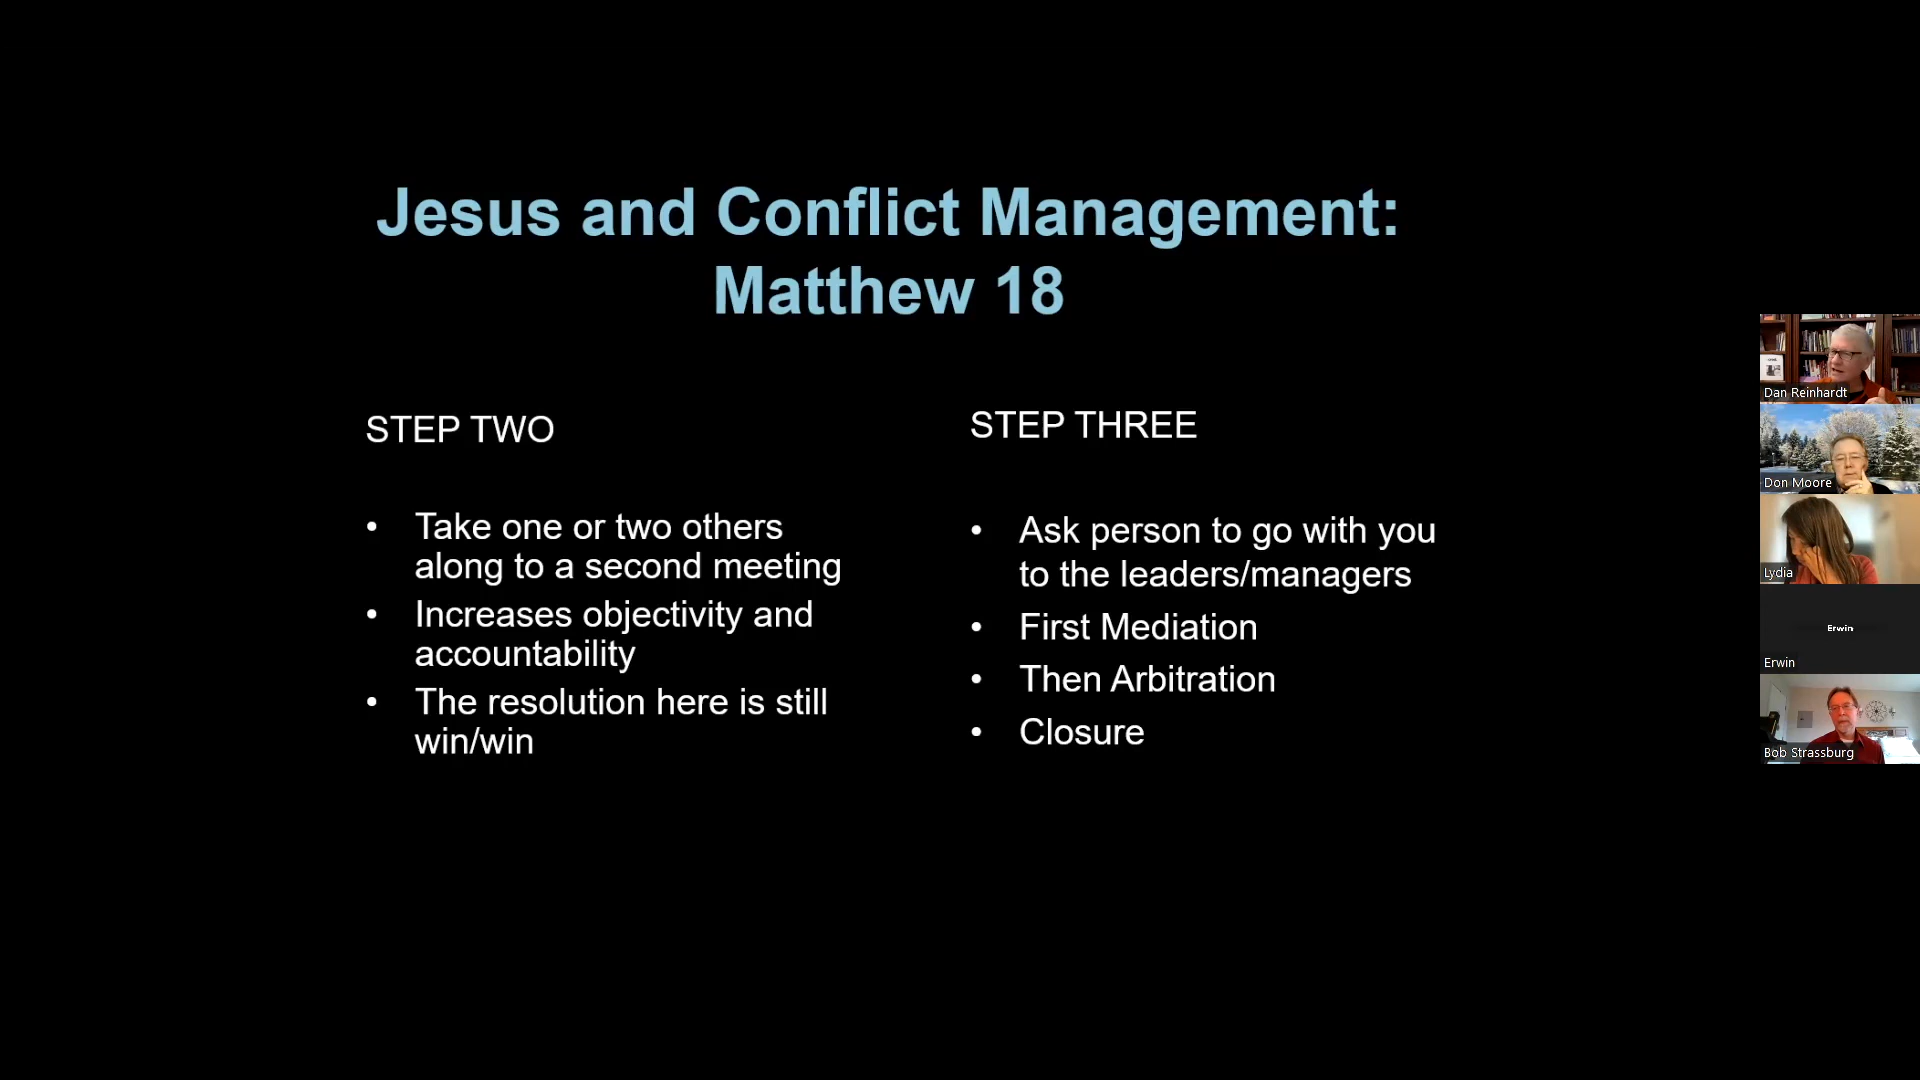 Jesus and Conflict Management:
Matthew 18
STEP TWO
• Take one or two others
along to a second meeting
• Increases objectivity and
accountability
• The resolution here is still
win/win
STEP THREE
• Ask person to go with you
to the leaders/managers
• First Mediation
• Then Arbitration
• Closure
Dan Reinhardt
Don Moore
Lydia
Erwin
Erwin
Bob Strassburg